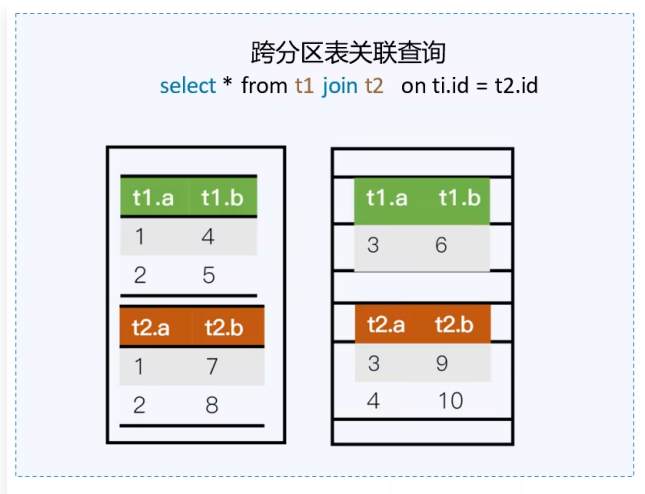 跨分区表关联查询
select * from t1 join t2 on ti.id = t2.id
t1.a t1.b
1 4
2 5
t2.a t2.b
1 7
2 8
t1.a t1.b
3 6
t2.a t2.b
3 9
4 10